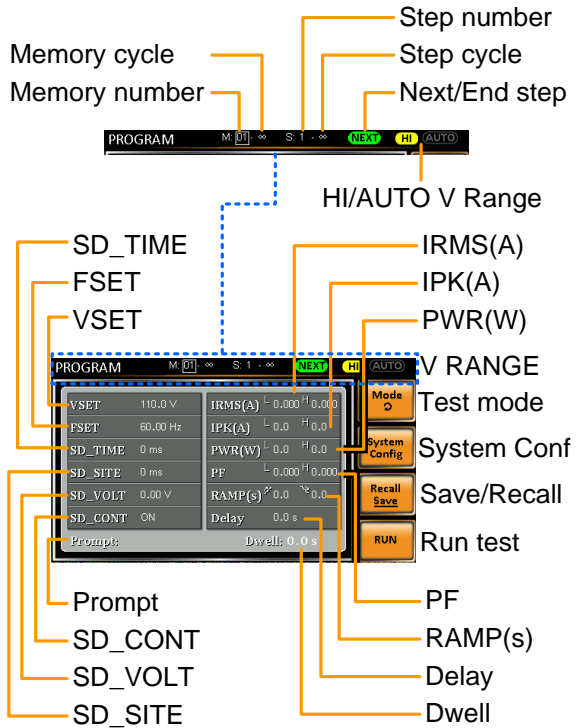 Step number
Memory cycle
Step cycle
Memory number
Next/End step
PROGRAM M: 01 - ∞ S: 1 - ∞ NEXT HI AUTO
HI/AUTO V Range
SD_TIME
IRMS(A)
FSET
IPK(A)
VSET
PWR(W)
PROGRAM M: 01 - ∞ S: 1 - ∞ NEXT HI (AUTO)
V RANGE
VSET 110.0 V IRMS(A) L 0.000 H 0.000
Mode
Test mode
FSET 60.00 Hz IPK(A) L 0.0 H 0.0
SD_TIME 0 ms PWR(W) L 0.0 H 0.0
System
Config
System Conf
SD_SITE 0 ms PF L 0.000 H 0.000
SD_VOLT 0.00 V RAMP(s) 0.0 0.0
Recall
Save
Save/Recall
SD_CONT ON Delay 0.0 s
Prompt: Dwell: 0.0 s
RUN
Run test
Prompt
PF
SD_CONT
RAMP(s)
SD_VOLT
Delay
SD_SITE
Dwell